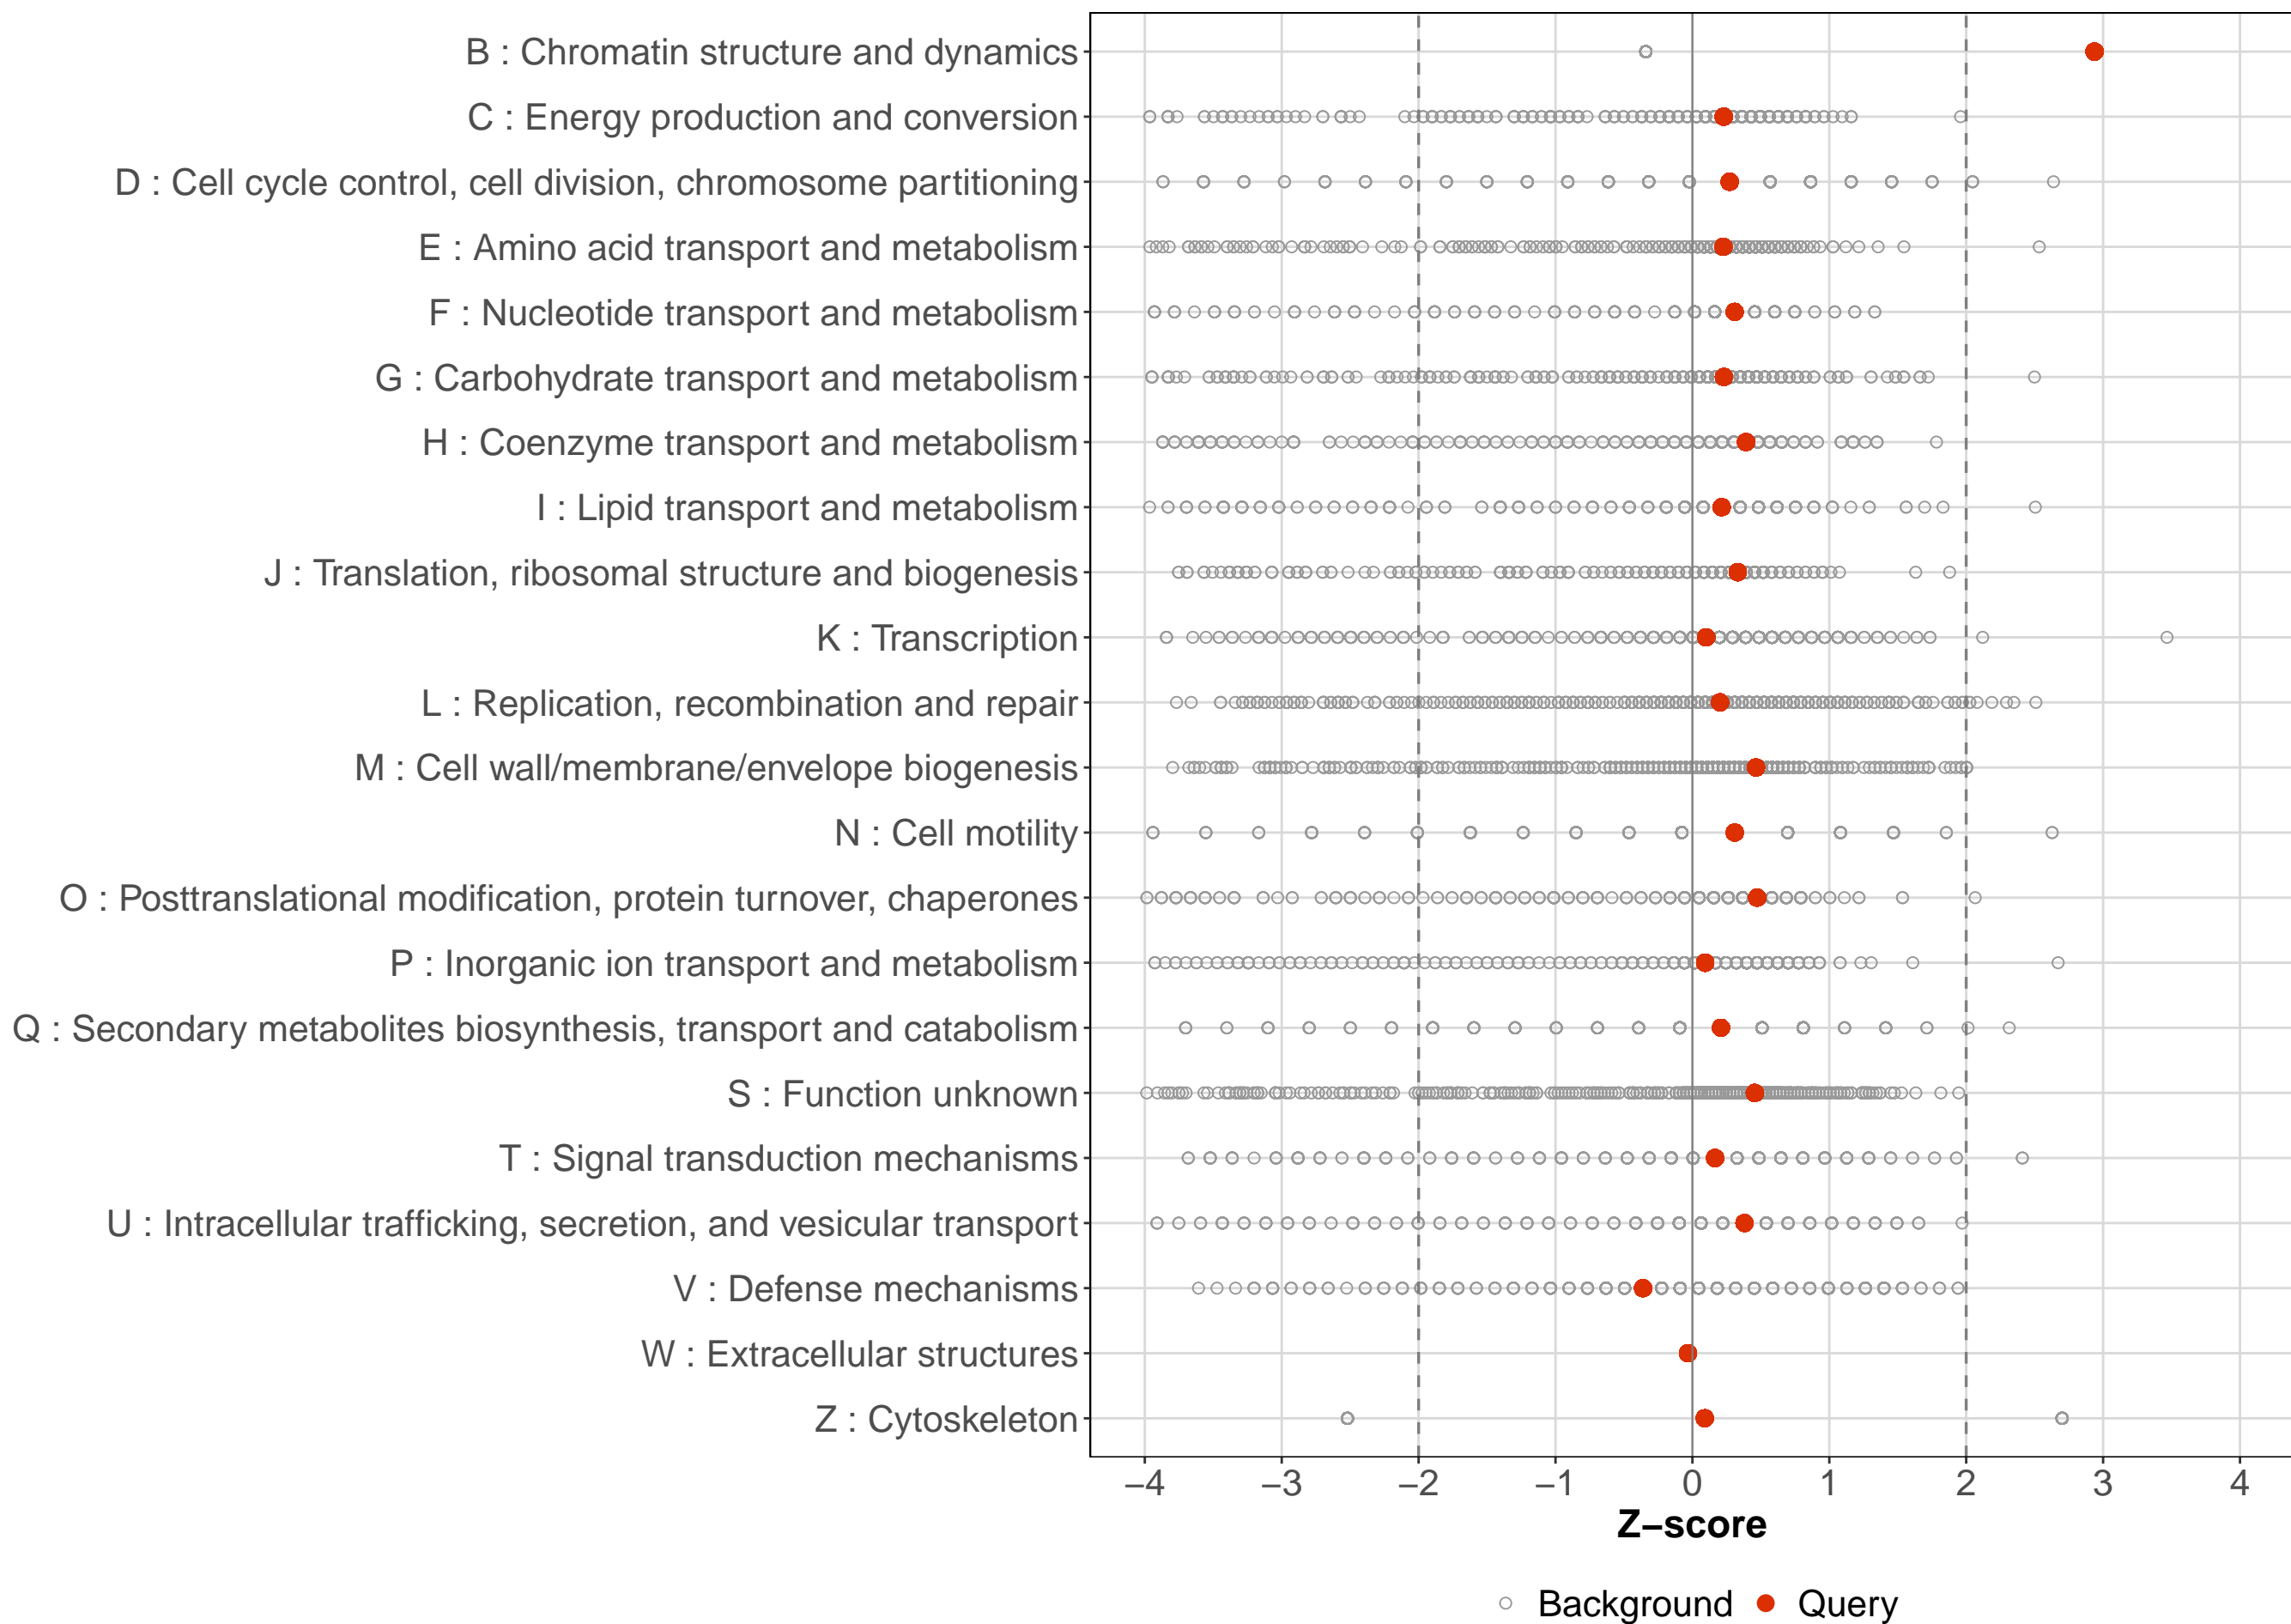 B : Chromatin structure and dynamics
C : Energy production and conversion
D : Cell cycle control, cell division, chromosome partitioning
E : Amino acid transport and metabolism
F : Nucleotide transport and metabolism
G : Carbohydrate transport and metabolism
H : Coenzyme transport and metabolism
I : Lipid transport and metabolism
J : Translation, ribosomal structure and biogenesis
K : Transcription
L : Replication, recombination and repair
M : Cell wall/membrane/envelope biogenesis
N : Cell motility
O : Posttranslational modification, protein turnover, chaperones
P : Inorganic ion transport and metabolism
Q : Secondary metabolites biosynthesis, transport and catabolism
S : Function unknown
T : Signal transduction mechanisms
U : Intracellular trafficking, secretion, and vesicular transport
V : Defense mechanisms
W : Extracellular structures
Z : Cytoskeleton
−4 −3 −2 −1 0 1 2 3 4
Z−score
Background Query